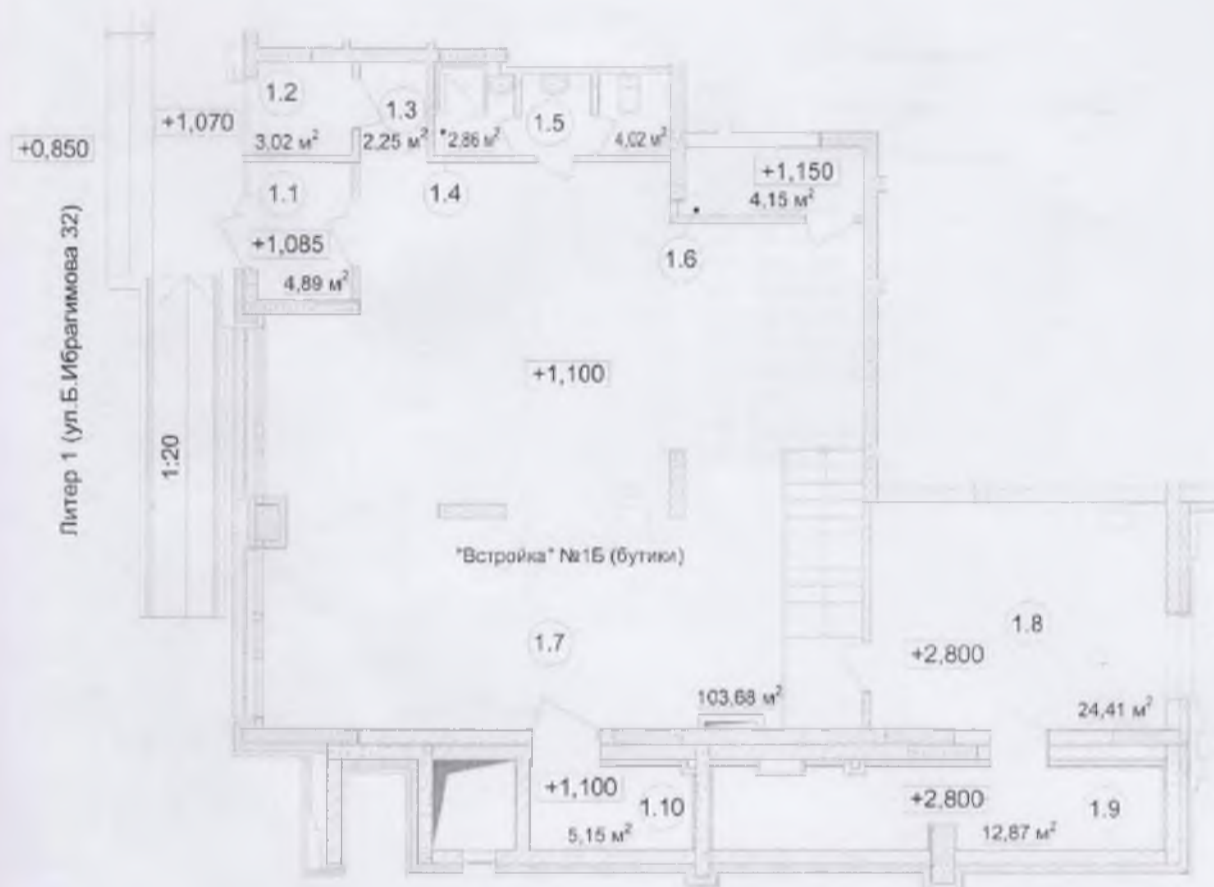 1.2
1.3
1.5
+1,070
+0,850
3.02 м²
2,25 м²
2,86 м²
4,02 м²
+1,150
4.15 м²
1.1
1.4
+1,085
4,89 м²
1.6
Литер 1 (ул.Б.Ибрагимова 32)
+1,100
1:20
"Встройка" №1Б (бутики)
1.7
1.8
+2,800
103,68 м²
24,41 м²
+1,100
1.10
5,15 м²
+2,800
1.9
12,87 м²